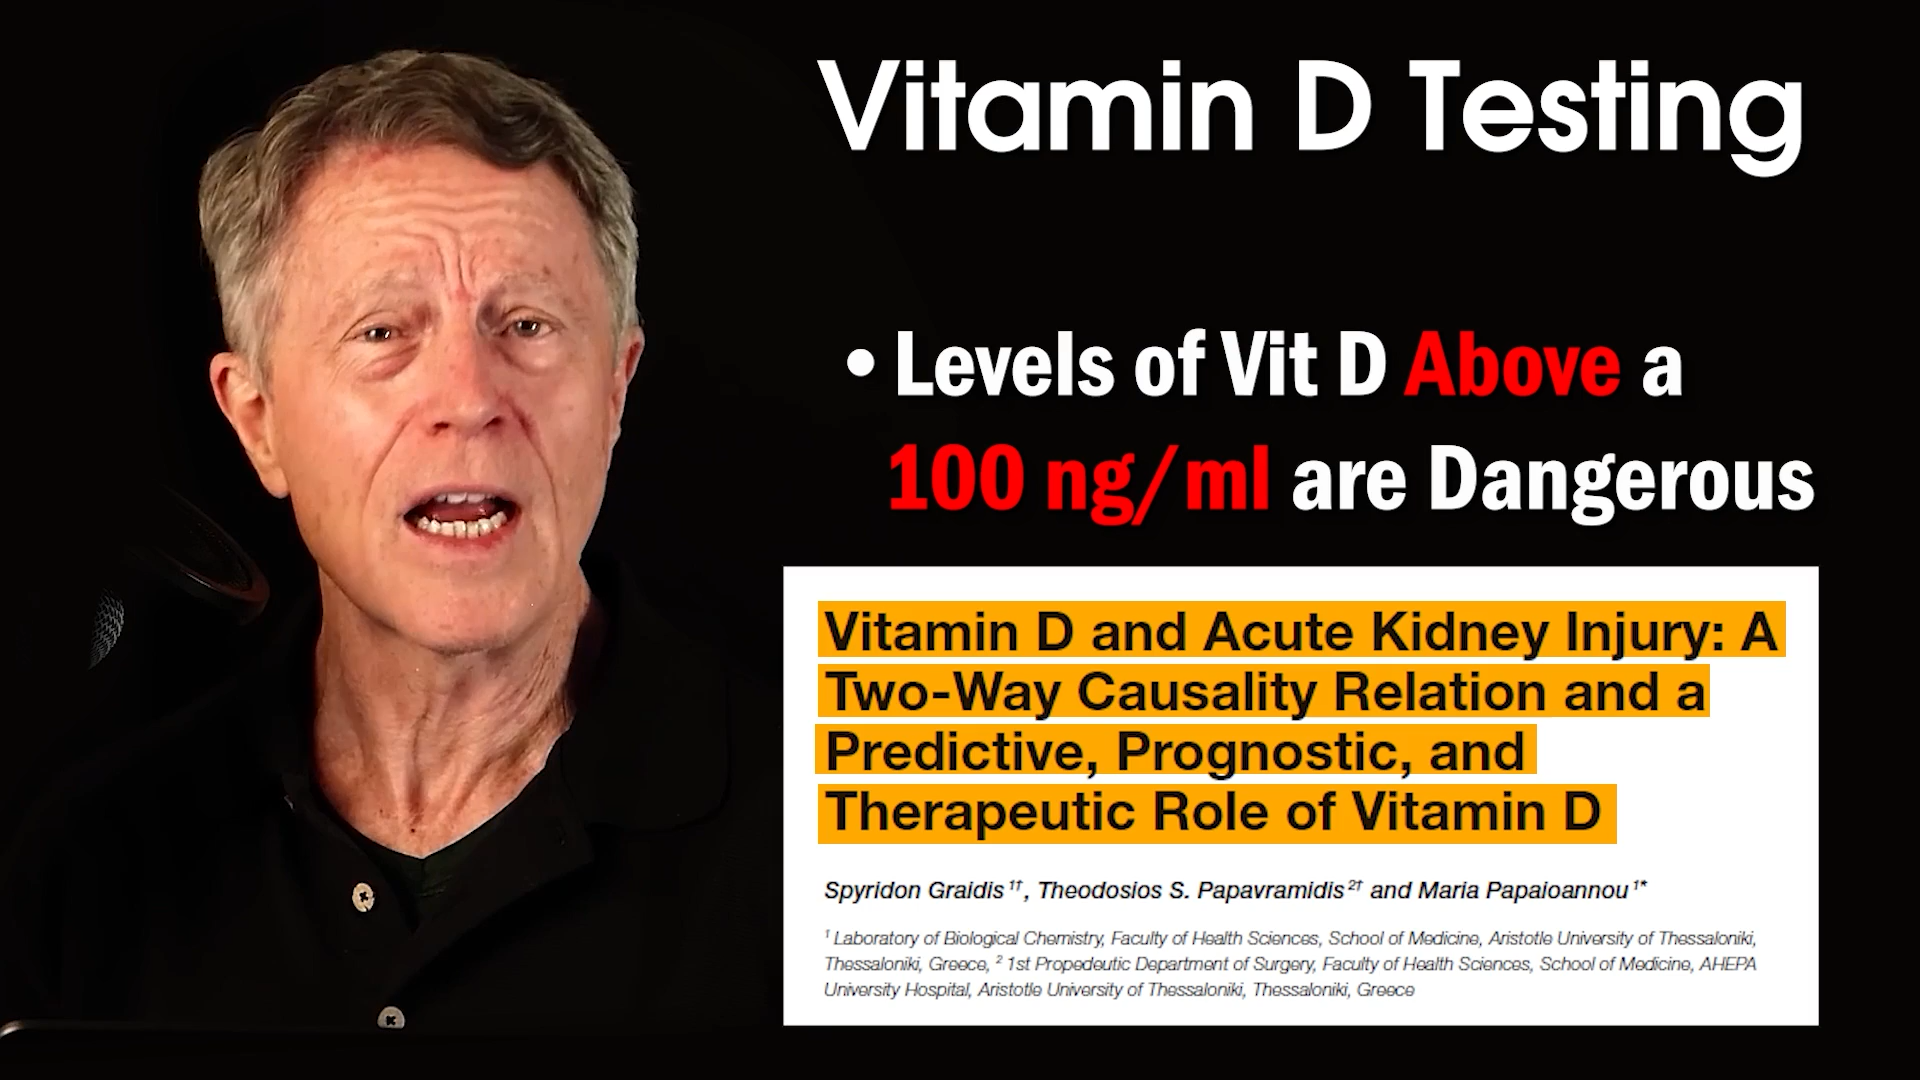 Vitamin D Testing
• Levels of Vit D Above a
100 ng/ml are Dangerous
Vitamin D and Acute Kidney Injury: A
Two-Way Causality Relation and a
Predictive, Prognostic, and
Therapeutic Role of Vitamin D
Spyridon Graidis 1†, Theodosios S. Papavramidis 2† and Maria Papaioannou 1*
1 Laboratory of Biological Chemistry, Faculty of Health Sciences, School of Medicine, Aristotle University of Thessaloniki,
Thessaloniki, Greece, 2 1st Propedeutic Department of Surgery, Faculty of Health Sciences, School of Medicine, AHEPA
University Hospital, Aristotle University of Thessaloniki, Thessaloniki, Greece